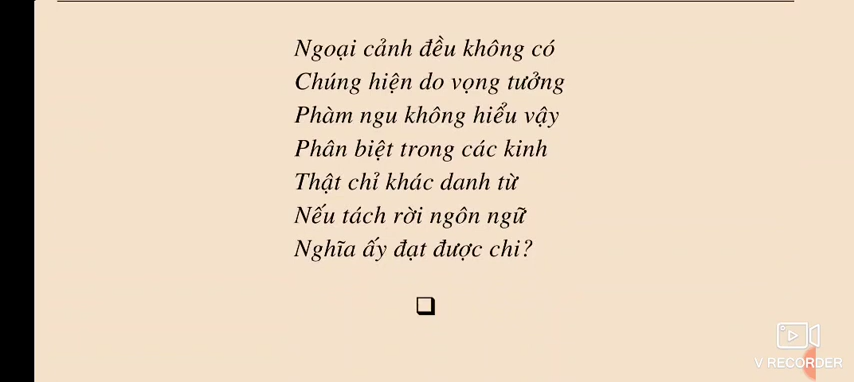 Ngoại cảnh đều không có
Chúng hiện do vọng tưởng
Phàm ngu không hiểu vậy
Phân biệt trong các kinh
Thật chỉ khác danh từ
Nếu tách rời ngôn ngữ
Nghĩa ấy đạt được chi?
V RECORDER